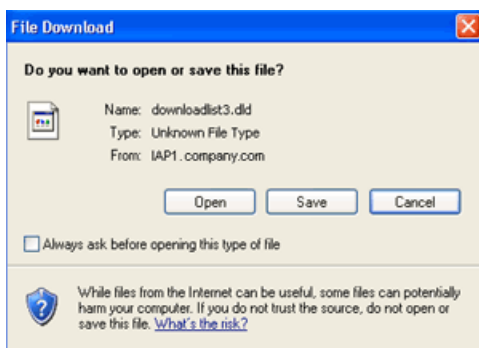 File Download
Do you want to open or save this file?
Name: downloadlist3.dld
Type: Unknown File Type
From: IAP1.company.com
Open Save Cancel
Always ask before opening this type of file
While files from the Internet can be useful, some files can potentially
harm your computer. If you do not trust the source, do not open or
save this file. What's the risk?